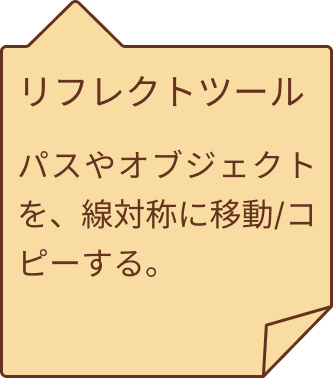 リフレクトツール
パスやオブジェクト
を、線対称に移動/コ
ピーする。